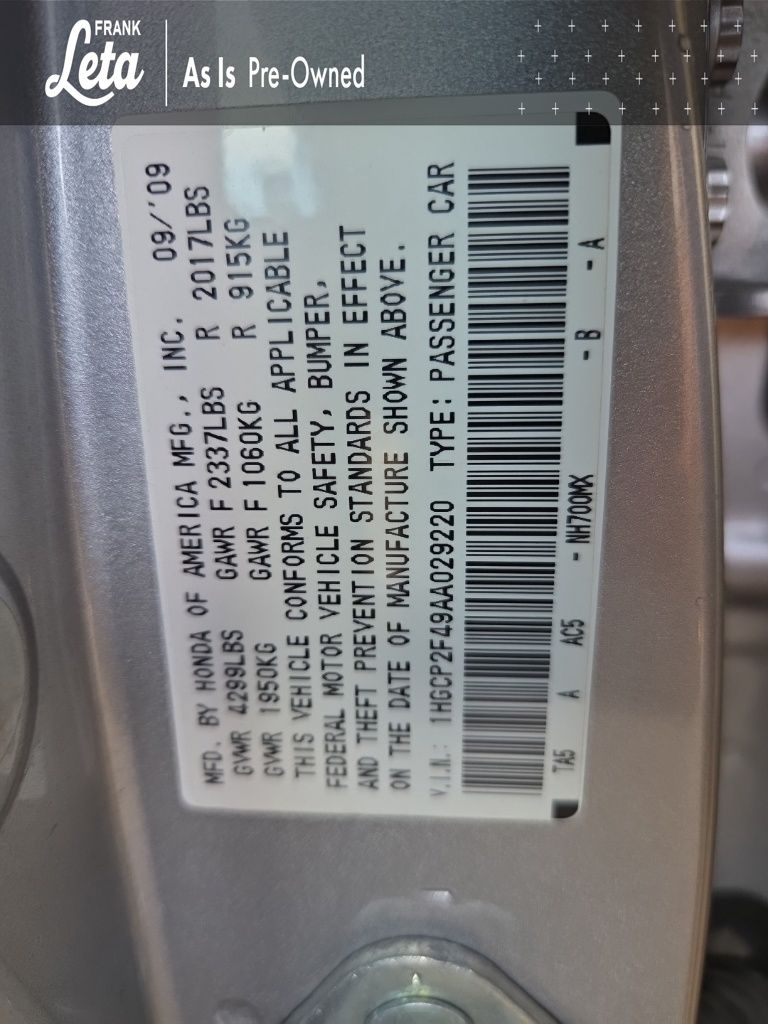 FRANK
Leta
As Is Pre-Owned
MFD. BY HONDA OF AMERICA MFG., INC. 09/'09
GVWR 4299LBS GAWR F 2337LBS R 2017LBS
GVWR 1950KG GAWR F 1060KG R 915KG
THIS VEHICLE CONFORMS TO ALL APPLICABLE
FEDERAL MOTOR VEHICLE SAFETY, BUMPER,
AND THEFT PREVENTION STANDARDS IN EFFECT
ON THE DATE OF MANUFACTURE SHOWN ABOVE.
V.I.N.: 1HGCP2F49AA029220 TYPE: PASSENGER CAR
TA5 A AC5 - NH700MX - B - A